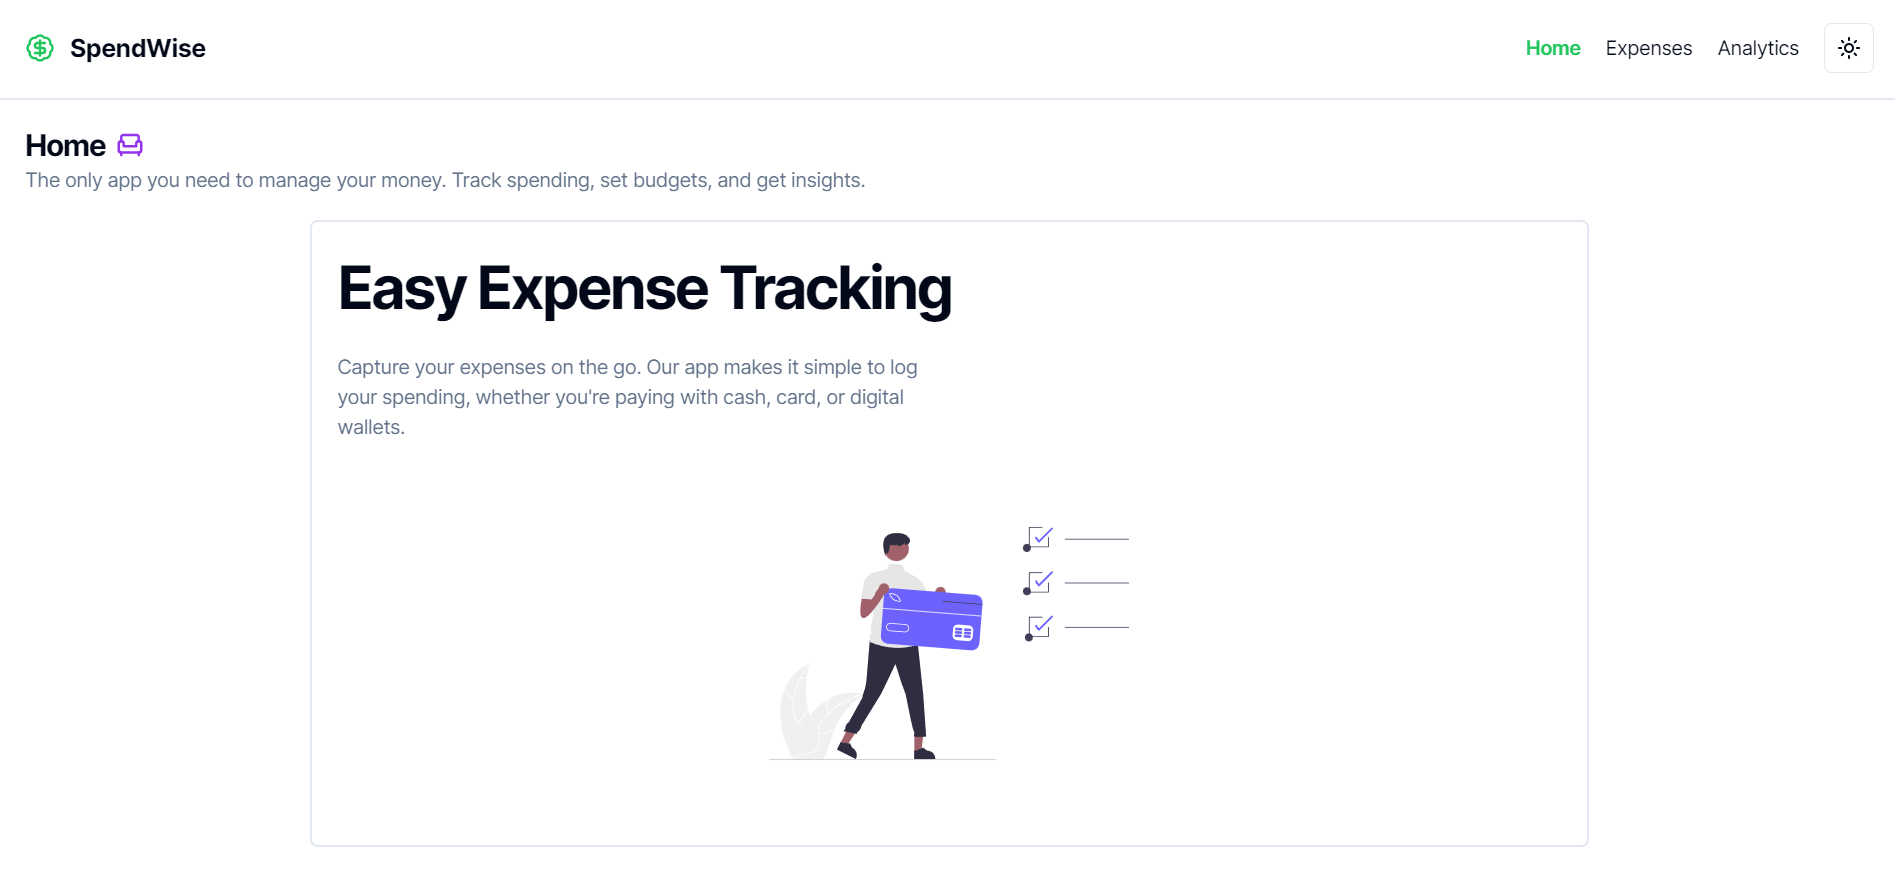 SpendWise
Home
Expenses
Analytics
Home
The only app you need to manage your money. Track spending, set budgets, and get insights.
Easy Expense Tracking
Capture your expenses on the go. Our app makes it simple to log
your spending, whether you're paying with cash, card, or digital
wallets.